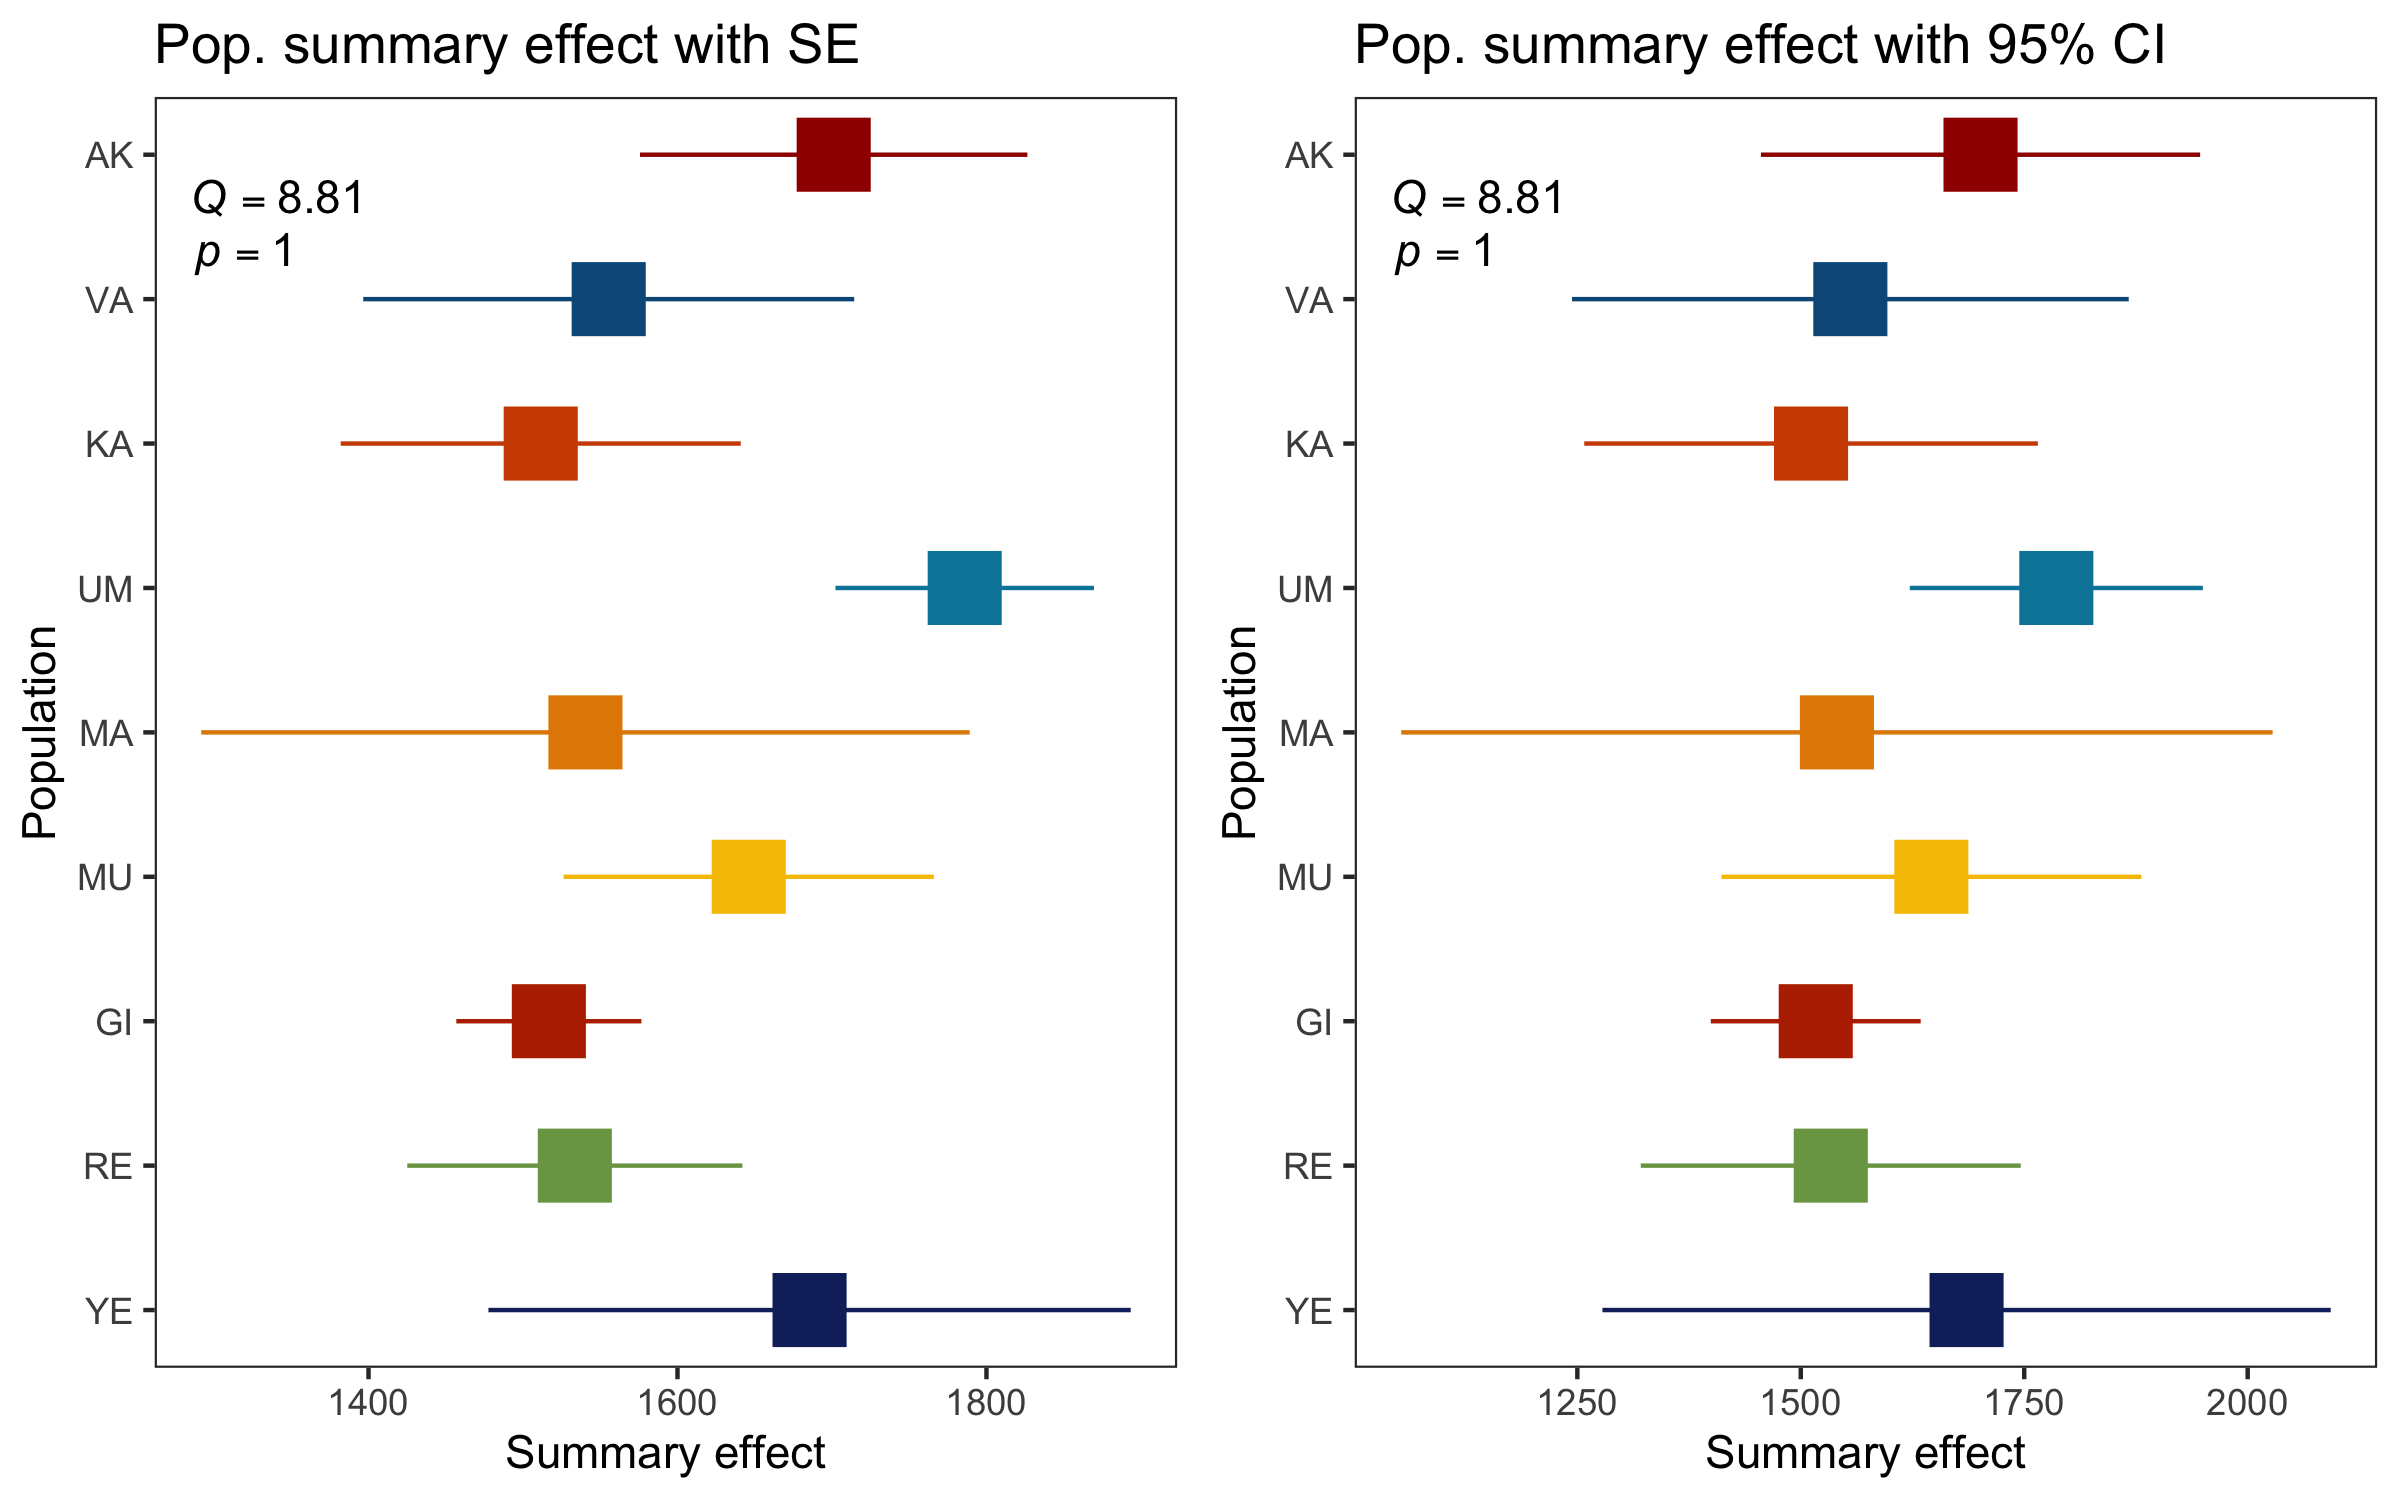 Pop. summary effect with SE
AK
Q = 8.81
p = 1
VA
KA
UM
MA
MU
GI
RE
YE
Population
1400 1600 1800
Summary effect
Pop. summary effect with 95% CI
AK
Q = 8.81
p = 1
VA
KA
UM
MA
MU
GI
RE
YE
Population
1250 1500 1750 2000
Summary effect